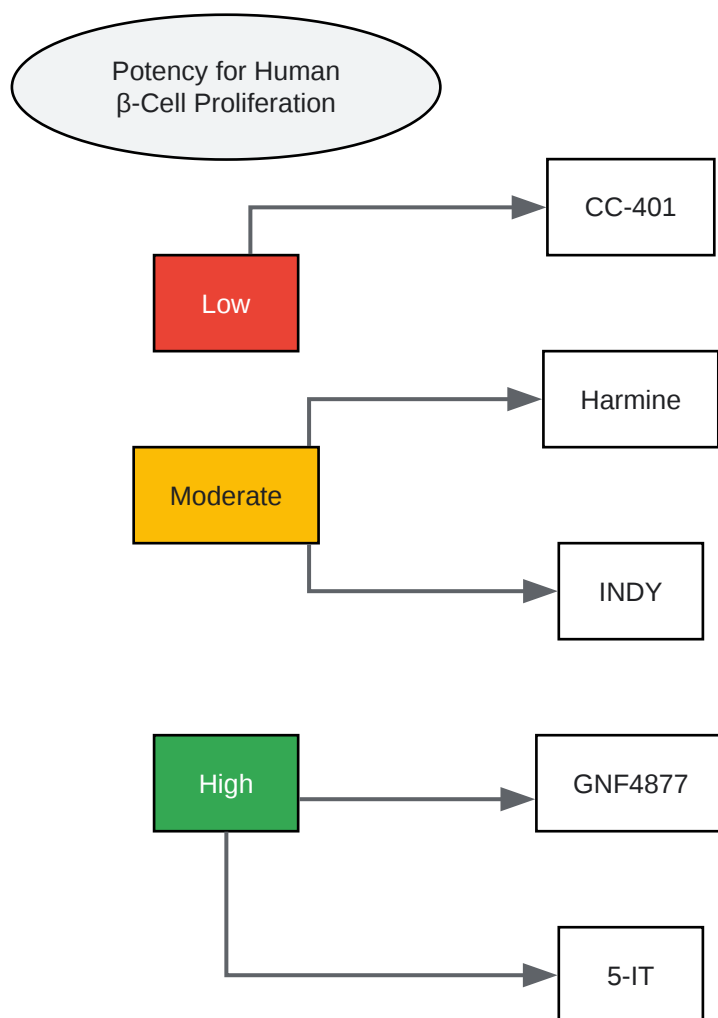 Potency for Human
β-Cell Proliferation
CC-401
Low
Harmine
Moderate
INDY
High
GNF4877
5-IT